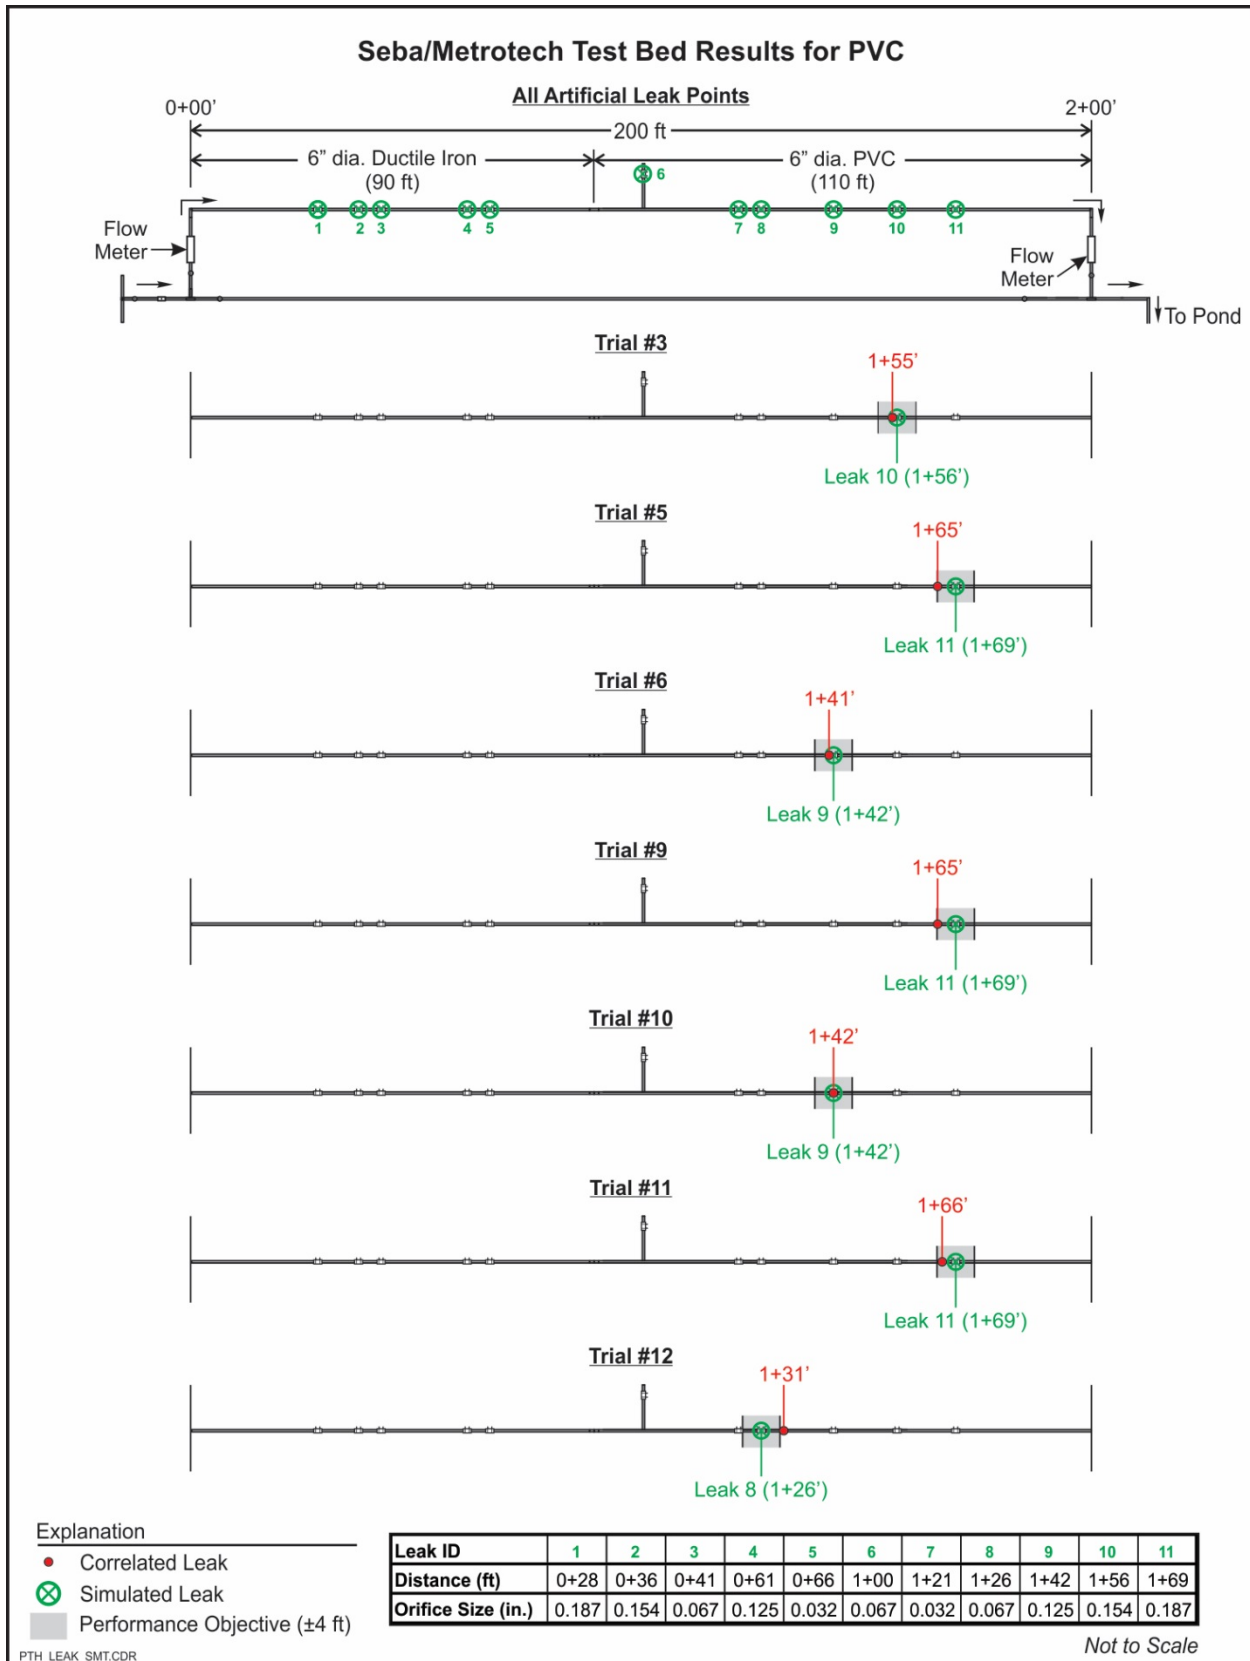 Seba/Metrotech Test Bed Results for PVC
All Artificial Leak Points
0+00’
2+00’
200 ft
6” dia. Ductile Iron
(90 ft)
6” dia. PVC
(110 ft)
6
1 2 3 4 5 7 8 9 10 11
Flow
Meter
Flow
Meter
To Pond
Trial #3
1+55’
Leak 10 (1+56’)
Trial #5
1+65’
Leak 11 (1+69’)
Trial #6
1+41’
Leak 9 (1+42’)
Trial #9
1+65’
Leak 11 (1+69’)
Trial #10
1+42’
Leak 9 (1+42’)
Trial #11
1+66’
Leak 11 (1+69’)
Trial #12
1+31’
Leak 8 (1+26’)
Explanation
Correlated Leak
Simulated Leak
Performance Objective (±4 ft)
PTH_LEAK_SMT.CDR
Leak ID 1 2 3 4 5 6 7 8 9 10 11
Distance (ft) 0+28 0+36 0+41 0+61 0+66 1+00 1+21 1+26 1+42 1+56 1+69
Orifice Size (in.) 0.187 0.154 0.067 0.125 0.032 0.067 0.032 0.067 0.125 0.154 0.187
Not to Scale